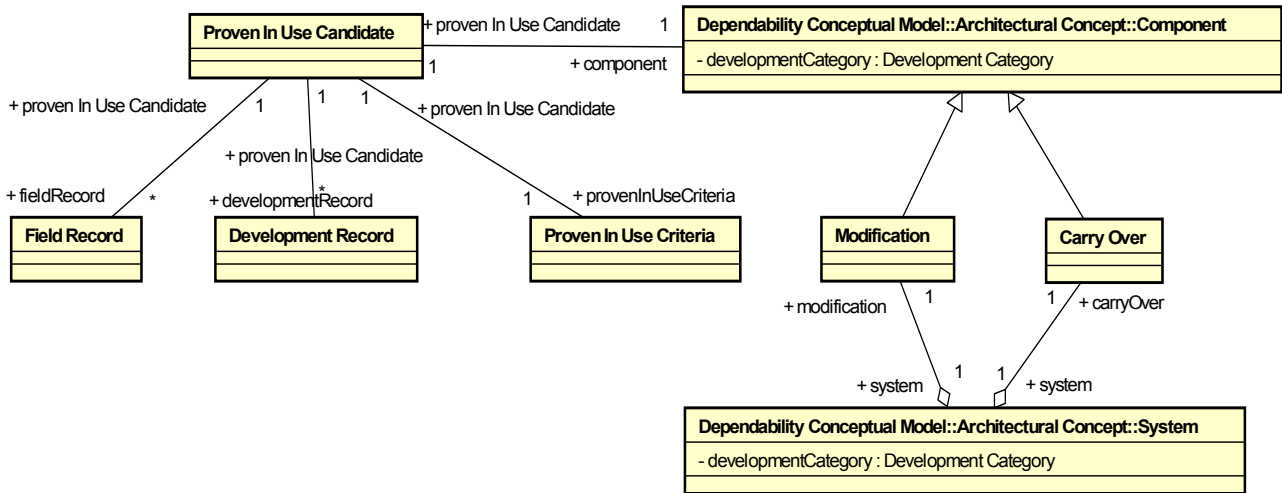 Proven In Use Candidate
+ proven In Use Candidate
1
Dependability Conceptual Model::Architectural Concept::Component
- developmentCategory : Development Category
1
+ component
+ proven In Use Candidate
1
1
1
+ proven In Use Candidate
+ proven In Use Candidate
+ fieldRecord
*
*
+ developmentRecord
1
+ provenInUseCriteria
Field Record
Development Record
Proven In Use Criteria
Modification
Carry Over
+ modification
1
1
+ carryOver
+ system
1
1
+ system
Dependability Conceptual Model::Architectural Concept::System
- developmentCategory : Development Category